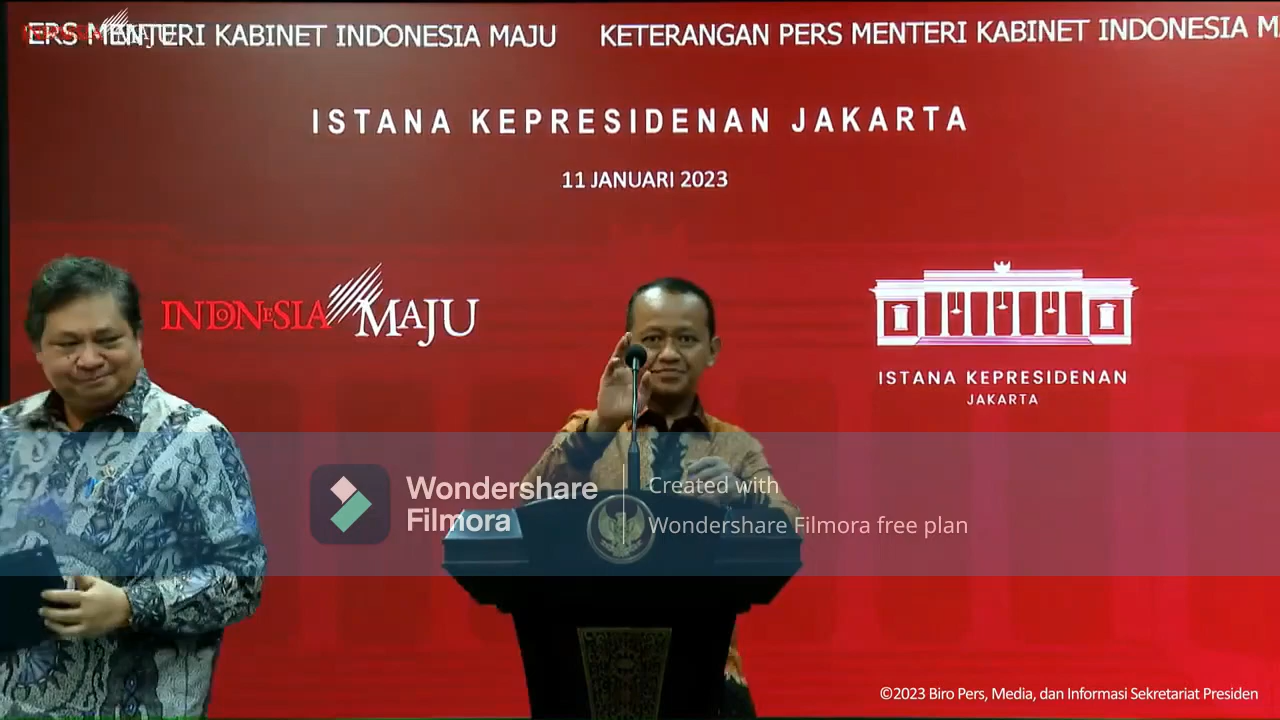 ERS MENTERI KABINET INDONESIA MAJU KETERANGAN PERS MENTERI KABINET INDONESIA M
ISTANA KEPRESIDENAN JAKARTA
11 JANUARI 2023
INDONESIA MAJU
ISTANA KEPRESIDENAN
JAKARTA
Wondershare
Filmora
Created with
Wondershare Filmora free plan
©2023 Biro Pers, Media, dan Informasi Sekretariat Presiden